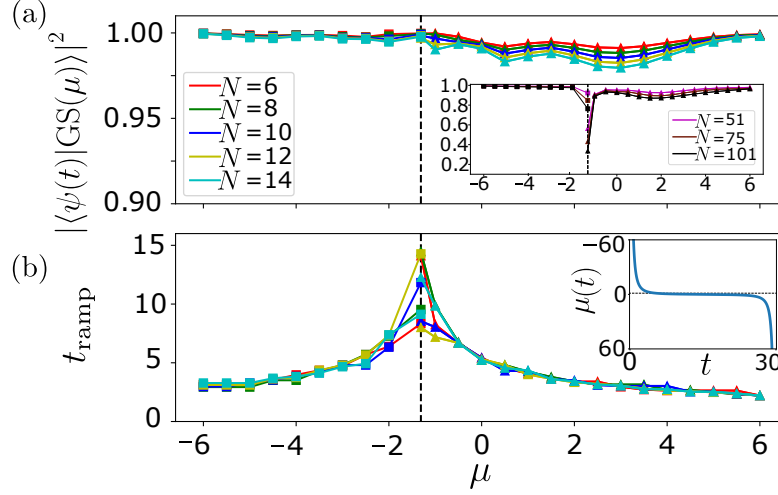 (a)
|⟨ψ(t)|GS(μ)⟩|²
1.00
0.95
0.90
N=6
N=8
N=10
N=12
N=14
1.0
0.8
0.6
0.4
0.2
−6 −4 −2 0 2 4 6
N=51
N=75
N=101
(b)
t_ramp
15
10
5
0
−6 −4 −2 0 2 4 6
μ
μ(t)
−60
0
60
0 t 30